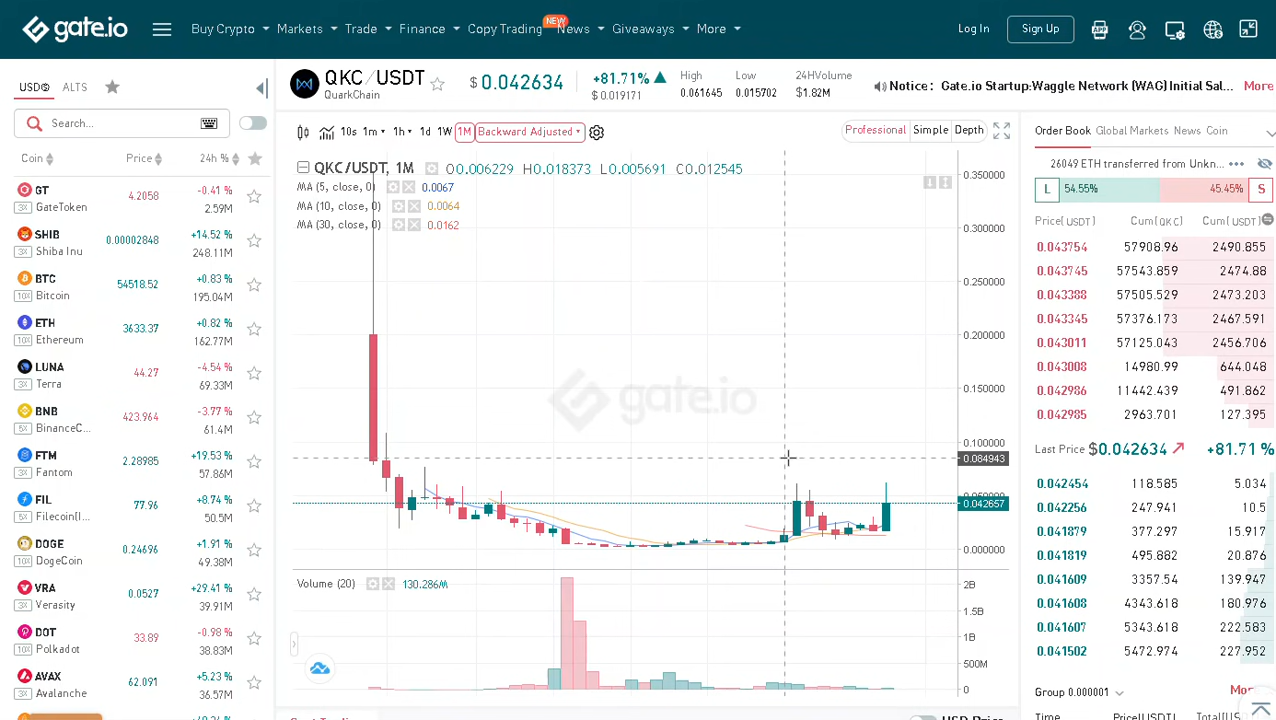 gate.io
Buy Crypto
Markets
Trade
Finance
Copy Trading
NEW
News
Giveaways
More
Log In
Sign Up
USD
ALTS
Search...
Coin
Price
24h %
GT
GateToken
3X
4.2058
-0.41 %
2.59M
SHIB
Shiba Inu
3X
0.00002848
+14.52 %
248.11M
BTC
Bitcoin
10X
54518.52
+0.83 %
195.04M
ETH
Ethereum
10X
3633.37
+0.82 %
162.77M
LUNA
Terra
3X
44.27
-4.54 %
69.33M
BNB
BinanceC...
10X
423.964
-3.77 %
61.4M
FTM
Fantom
3X
2.28985
+19.53 %
57.86M
FIL
Filecoin(I...
5X
77.96
+8.74 %
50.5M
DOGE
DogeCoin
10X
0.24696
+1.91 %
49.38M
VRA
Verasity
3X
0.0527
+29.41 %
39.91M
DOT
Polkadot
10X
33.89
-0.98 %
38.83M
AVAX
Avalanche
3X
62.091
+5.23 %
36.57M
QKC/USDT
QuarkChain
$ 0.042634
+81.71%
$ 0.019171
High
0.061645
Low
0.015702
24HVolume
$1.82M
Notice: Gate.io Startup:Waggle Network (WAG) Initial Sal...
More
10s 1m 1h 1d 1W 1M Backward Adjusted
Professional Simple Depth
QKC/USDT, 1M
O0.006229 H0.018373 L0.005691 C0.012545
MA (5, close, 0) 0.0067
MA (10, close, 0) 0.0064
MA (30, close, 0) 0.0162
gate.io
0.350000
0.300000
0.250000
0.200000
0.150000
0.100000
0.084943
0.042657
0.000000
Volume (20) 130.286M
2B
1.5B
1B
500M
0
Order Book Global Markets News Coin
26049 ETH transferred from Unkn...
L 54.55% 45.45% S
Price(USDT) Cum(QKC) Cum(USDT)
0.043754 57908.96 2490.855
0.043745 57543.859 2474.88
0.043388 57505.529 2473.203
0.043345 57376.173 2467.591
0.043011 57125.043 2456.706
0.043008 14980.99 644.048
0.042986 11442.439 491.862
0.042985 2963.701 127.395
Last Price $0.042634 +81.71 %
0.042454 118.585 5.034
0.042256 247.941 10.5
0.041879 377.297 15.917
0.041819 495.882 20.876
0.041609 3357.54 139.947
0.041608 4343.618 180.976
0.041607 5343.618 222.583
0.041502 5472.974 227.952
Group 0.000001